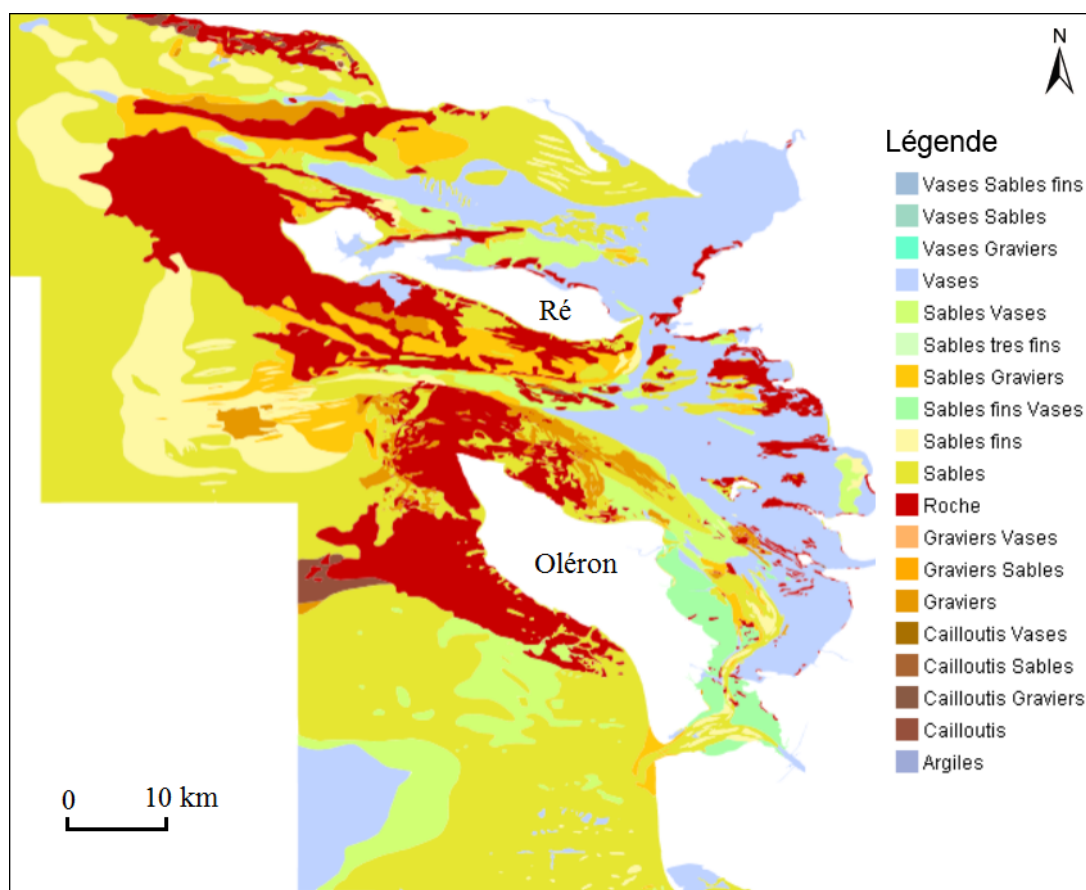 N
Légende
Vases Sables fins
Vases Sables
Vases Graviers
Vases
Sables Vases
Sables tres fins
Sables Graviers
Sables fins Vases
Sables fins
Sables
Roche
Graviers Vases
Graviers Sables
Graviers
Cailloutis Vases
Cailloutis Sables
Cailloutis Graviers
Cailloutis
Argiles
Ré
Oléron
0 10 km